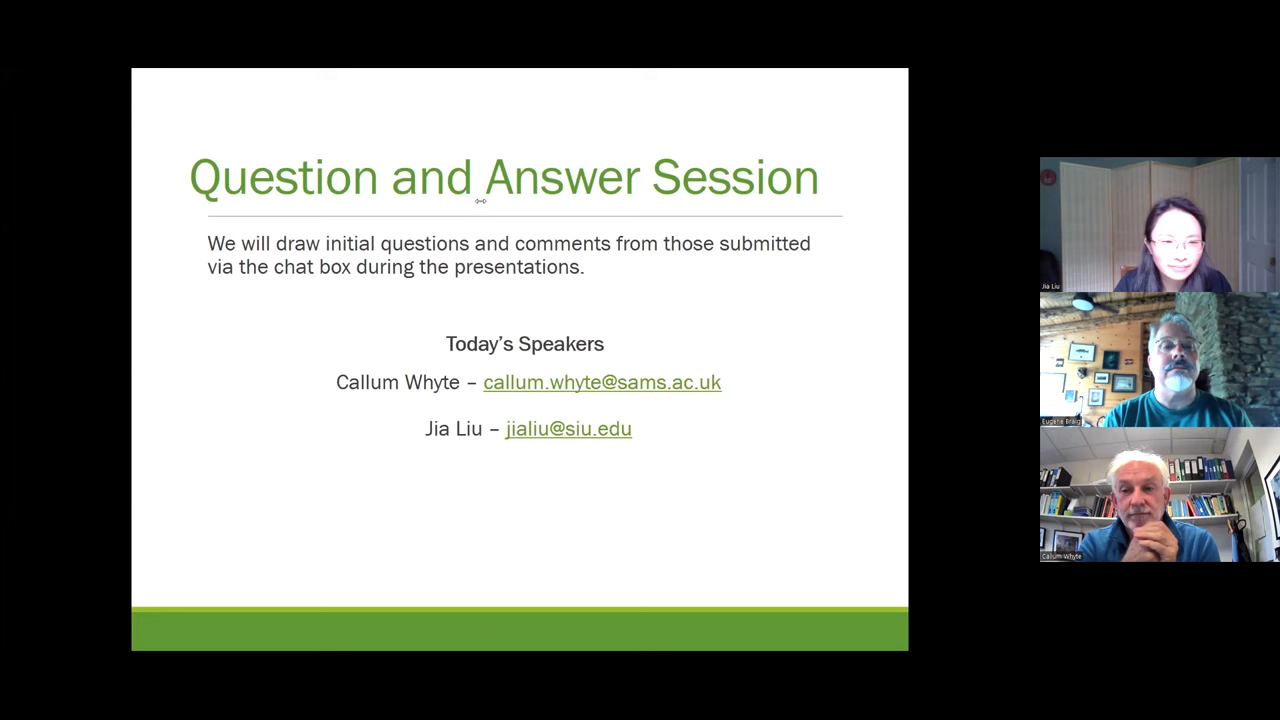 Question and Answer Session
We will draw initial questions and comments from those submitted
via the chat box during the presentations.
Today’s Speakers
Callum Whyte – callum.whyte@sams.ac.uk
Jia Liu – jialiu@siu.edu
Jia Liu
Eugene Braig
Callum Whyte